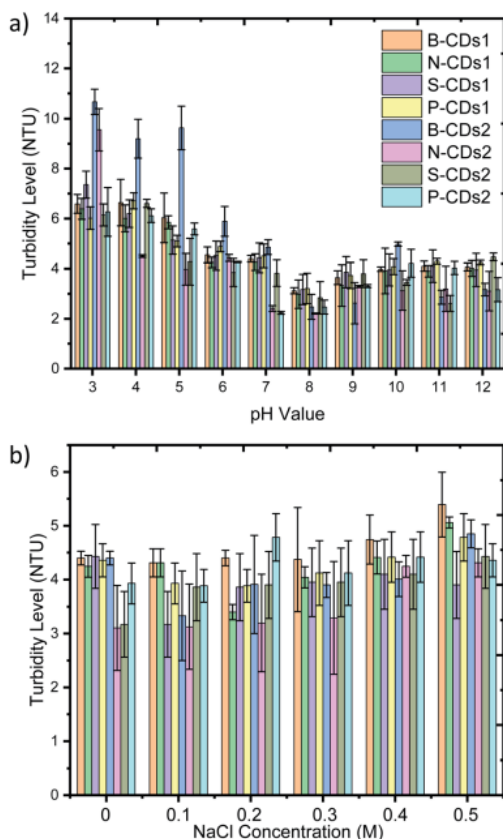 a)
14
12
10
8
6
4
2
0
Turbidity Level (NTU)
B-CDs1
N-CDs1
S-CDs1
P-CDs1
B-CDs2
N-CDs2
S-CDs2
P-CDs2
3 4 5 6 7 8 9 10 11 12
pH Value
b)
6
5
4
3
2
1
0
Turbidity Level (NTU)
0 0.1 0.2 0.3 0.4 0.5
NaCl Concentration (M)